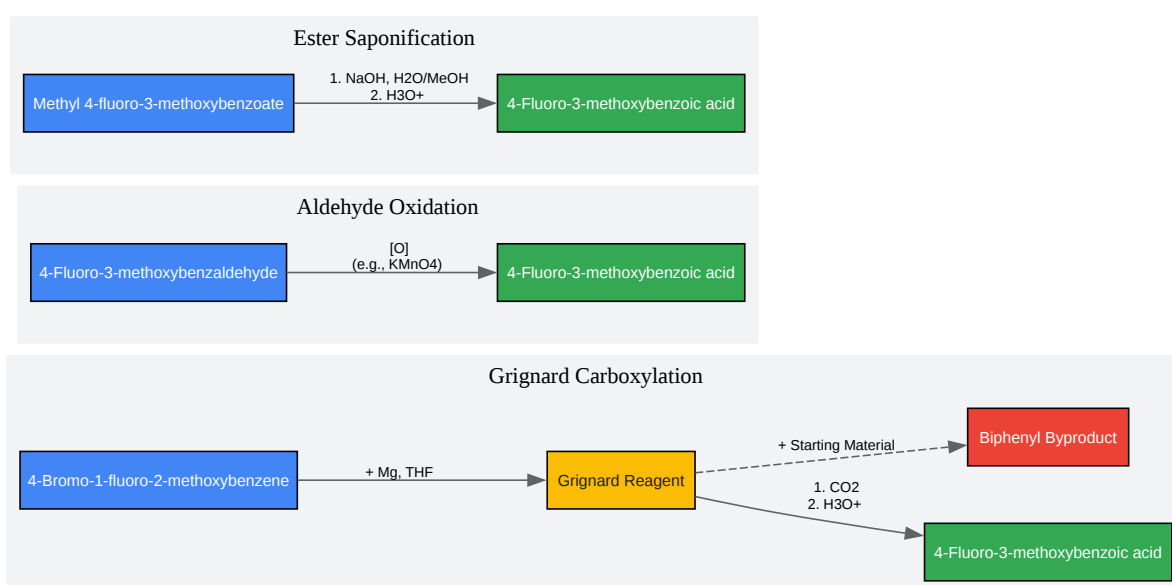 Ester Saponification
Methyl 4-fluoro-3-methoxybenzoate
1. NaOH, H2O/MeOH
2. H3O+
4-Fluoro-3-methoxybenzoic acid
Aldehyde Oxidation
4-Fluoro-3-methoxybenzaldehyde
[O]
(e.g., KMnO4)
4-Fluoro-3-methoxybenzoic acid
Grignard Carboxylation
4-Bromo-1-fluoro-2-methoxybenzene
+ Mg, THF
Grignard Reagent
+ Starting Material
Biphenyl Byproduct
1. CO2
2. H3O+
4-Fluoro-3-methoxybenzoic acid